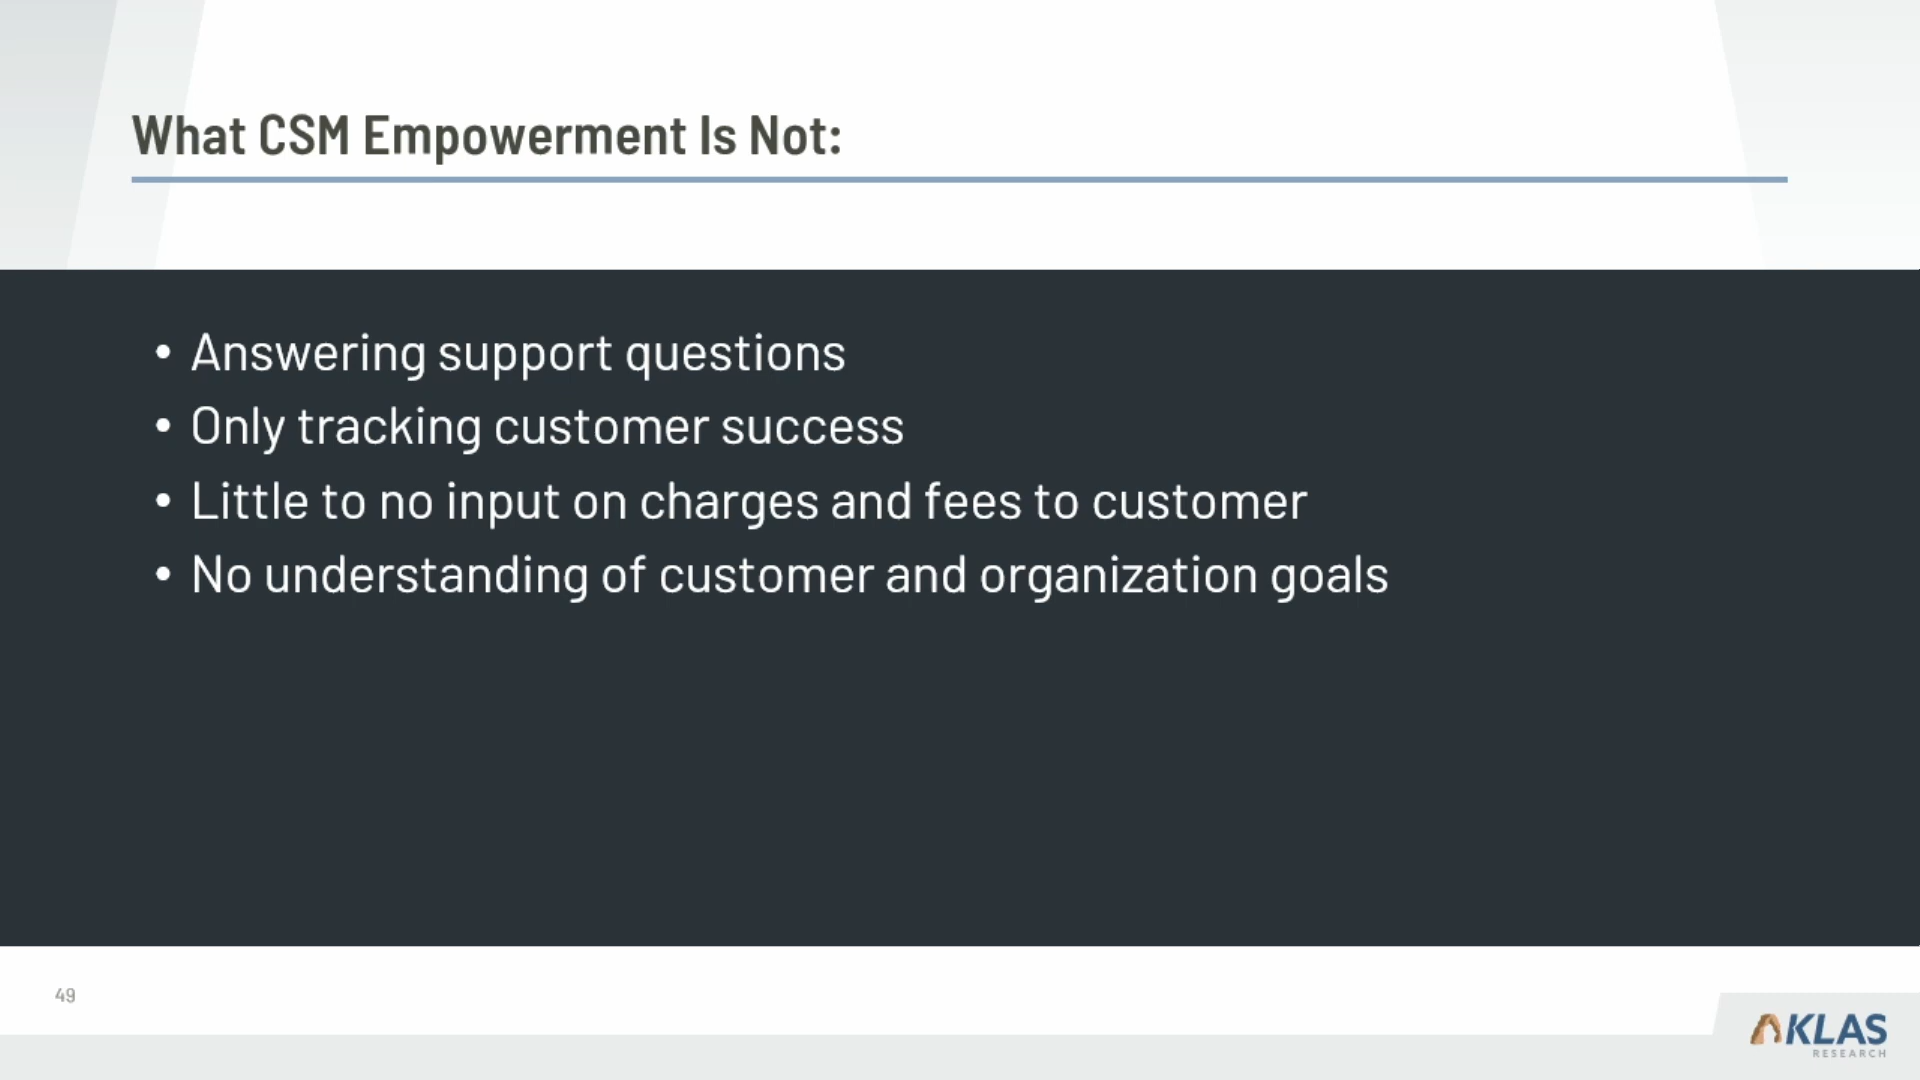 What CSM Empowerment Is Not:
• Answering support questions
• Only tracking customer success
• Little to no input on charges and fees to customer
• No understanding of customer and organization goals
49
KLAS
RESEARCH